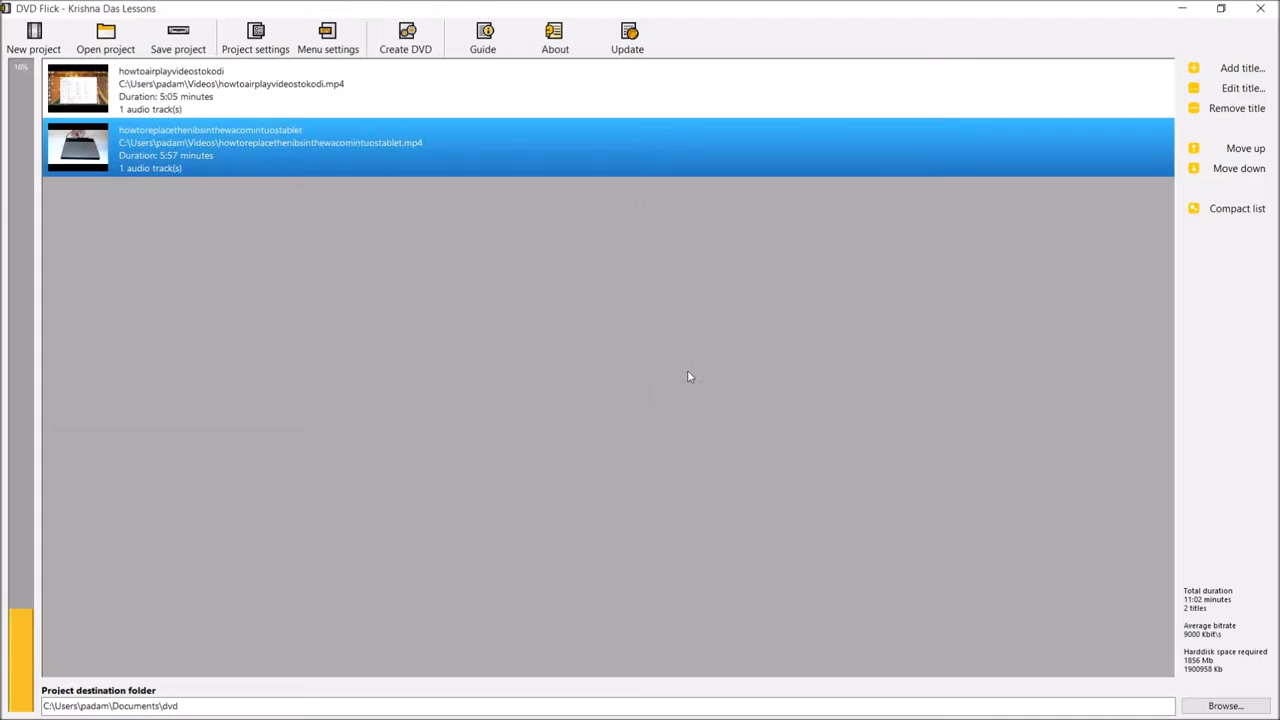 DVD Flick - Krishna Das Lessons
New project
Open project
Save project
Project settings
Menu settings
Create DVD
Guide
About
Update
16%
howtoairplayvideostokodi
C:\Users\padam\Videos\howtoairplayvideostokodi.mp4
Duration: 5:05 minutes
1 audio track(s)
howtoreplacethenibsinthewacomintuostablet
C:\Users\padam\Videos\howtoreplacethenibsinthewacomintuostablet.mp4
Duration: 5:57 minutes
1 audio track(s)
Add title...
Edit title...
Remove title
Move up
Move down
Compact list
Total duration
11:02 minutes
2 titles
Average bitrate
9000 Kbit\s
Harddisk space required
1856 Mb
1900958 Kb
Project destination folder
C:\Users\padam\Documents\dvd
Browse...